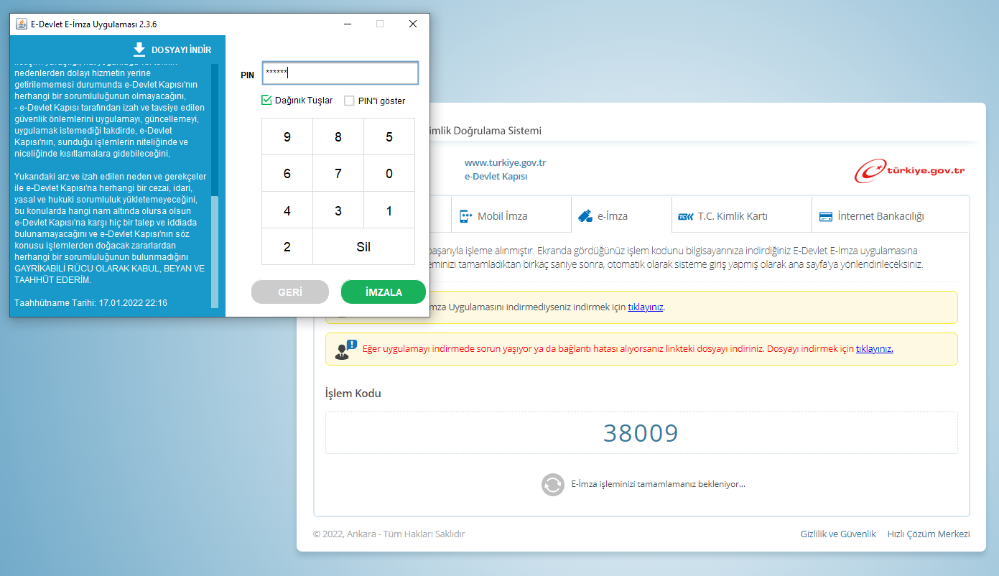 E-Devlet E-İmza Uygulaması 2.3.6
DOSYAYI İNDİR
nedenlerden dolayı hizmetin yerine
getirilememesi durumunda e-Devlet Kapısı'nın
herhangi bir sorumluluğunun olmayacağını,
- e-Devlet Kapısı tarafından izah ve tavsiye edilen
güvenlik önlemlerini uygulamayı, güncellemeyi,
uygulamak istemediği takdirde, e-Devlet
Kapısı'nın, sunduğu işlemlerin niteliğinde ve
niceliğinde kısıtlamalara gidebileceğini,
Yukarıdaki arz ve izah edilen neden ve gerekçeler
ile e-Devlet Kapısı'na herhangi bir cezai, idari,
yasal ve hukuki sorumluluk yükletemeyeceğini,
bu konularda hangi nam altında olursa olsun
e-Devlet Kapısı'na karşı hiç bir talep ve iddiada
bulunamayacağını ve e-Devlet Kapısı'nın söz
konusu işlemlerden doğacak zararlardan
herhangi bir sorumluluğunun bulunmadığını
GAYRİKABİLİ RÜCU OLARAK KABUL, BEYAN VE
TAAHHÜT EDERİM.
Taahhütname Tarihi: 17.01.2022 22:16
PIN ******
Dağınık Tuşlar PIN"i göster
9 8 5
6 7 0
4 3 1
2 Sil
GERİ İMZALA
imlik Doğrulama Sistemi
www.turkiye.gov.tr
e-Devlet Kapısı
türkiye.gov.tr
Mobil İmza e-İmza T.C. Kimlik Kartı İnternet Bankacılığı
başarıyla işleme alınmıştır. Ekranda gördüğünüz işlem kodunu bilgisayarınıza indirdiğiniz E-Devlet E-İmza uygulamasına
eminizi tamamladıktan birkaç saniye sonra, otomatik olarak sisteme giriş yapmış olarak ana sayfa'ya yönlendirileceksiniz.
mza Uygulamasını indirmediyseniz indirmek için tıklayınız.
Eğer uygulamayı indirmede sorun yaşıyor ya da bağlantı hatası alıyorsanız linkteki dosyayı indiriniz. Dosyayı indirmek için tıklayınız.
İşlem Kodu
38009
E-İmza işleminizi tamamlamanız bekleniyor...
© 2022, Ankara - Tüm Hakları Saklıdır
Gizlilik ve Güvenlik Hızlı Çözüm Merkezi